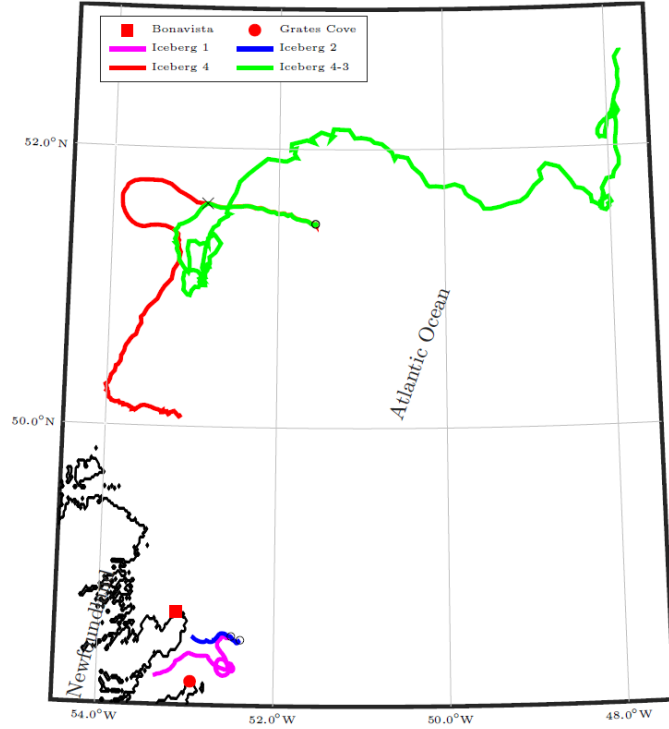 Bonavista Grates Cove
Iceberg 1 Iceberg 2
Iceberg 4 Iceberg 4-3
52.0°N
Atlantic Ocean
50.0°N
Newfoundland
54.0°W 52.0°W 50.0°W 48.0°W